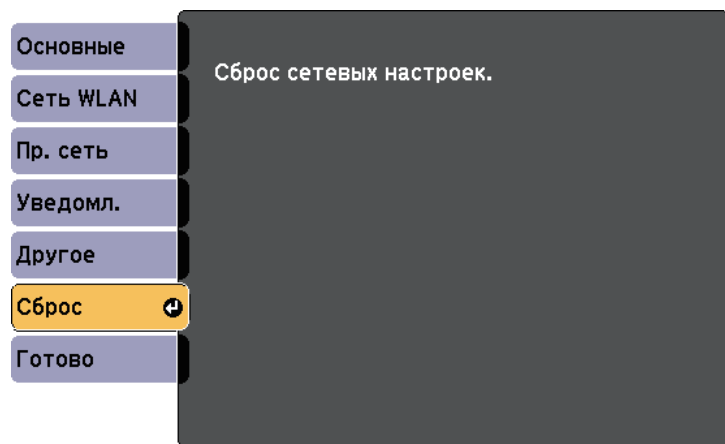 Основные
Сеть WLAN
Пр. сеть
Уведомл.
Другое
Сброс
Готово
Сброс сетевых настроек.